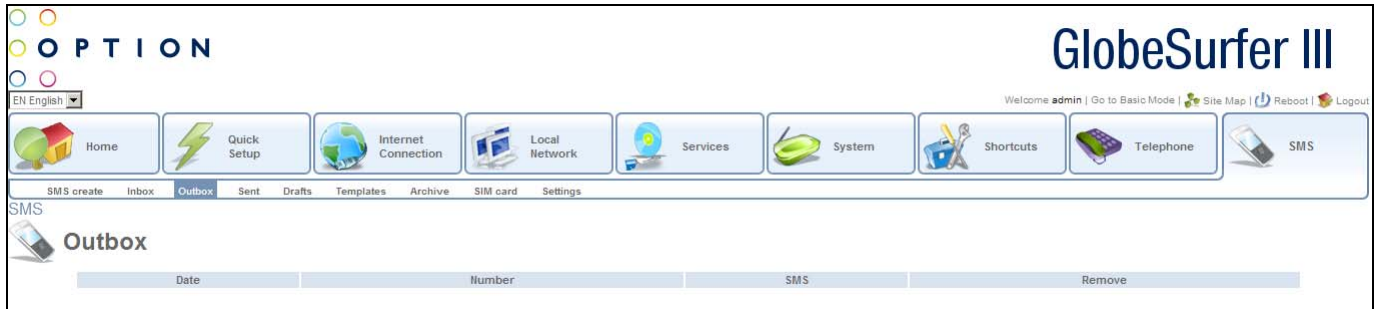 OPTION
GlobeSurfer III
EN English
Welcome admin | Go to Basic Mode | Site Map | Reboot | Logout
Home
Quick Setup
Internet Connection
Local Network
Services
System
Shortcuts
Telephone
SMS
SMS create Inbox Outbox Sent Drafts Templates Archive SIM card Settings
SMS
Outbox
Date Number SMS Remove